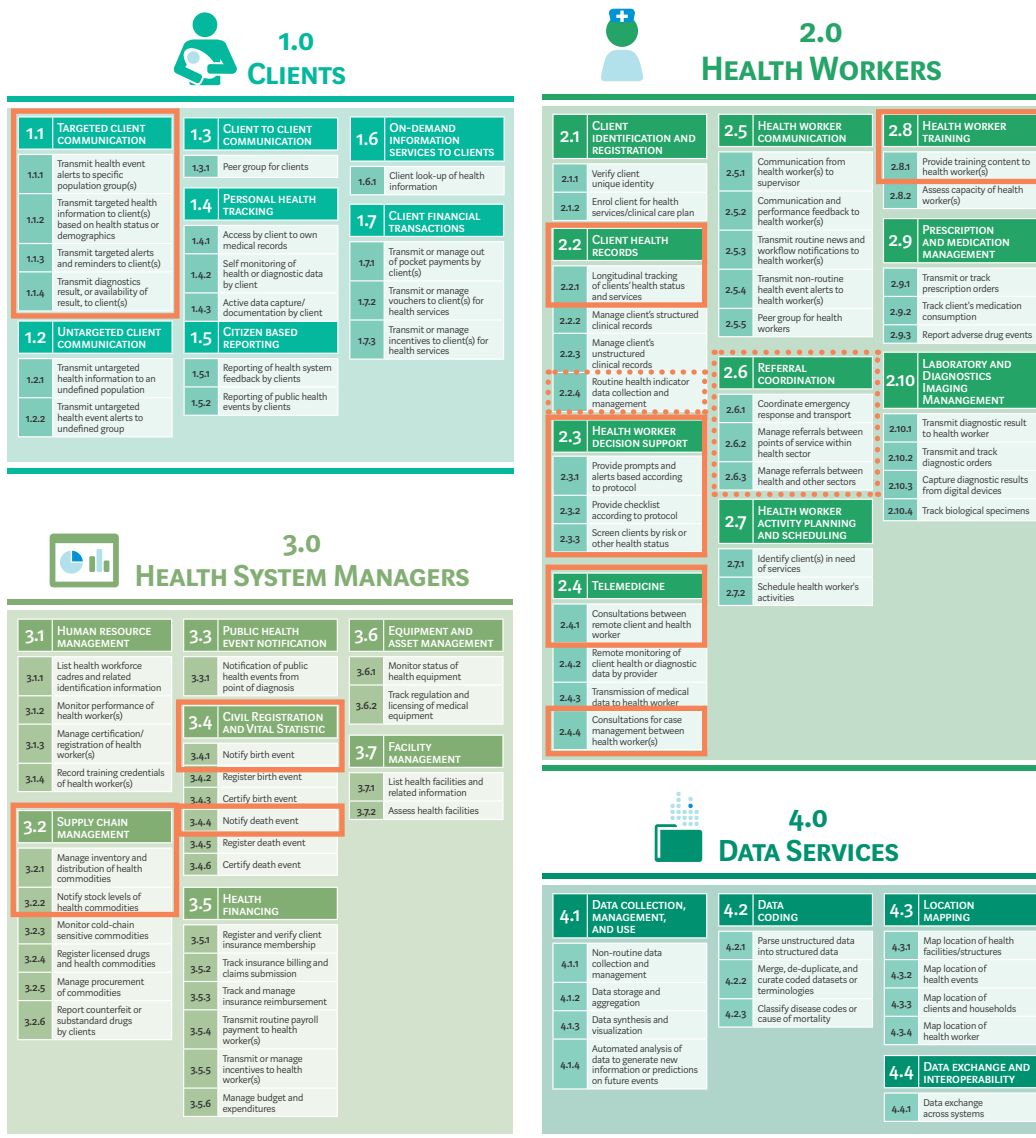 1.0
CLIENTS
1.1 TARGETED CLIENT
COMMUNICATION
1.1.1 Transmit health event
alerts to specific
population group(s)
1.1.2 Transmit targeted health
information to client(s)
based on health status or
demographics
1.1.3 Transmit targeted alerts
and reminders to client(s)
1.1.4 Transmit diagnostics
result, or availability of
result, to client(s)
1.2 UNTARGETED CLIENT
COMMUNICATION
1.2.1 Transmit untargeted
health information to an
undefined population
1.2.2 Transmit untargeted
health event alerts to
undefined group
1.3 CLIENT TO CLIENT
COMMUNICATION
1.3.1 Peer group for clients
1.4 PERSONAL HEALTH
TRACKING
1.4.1 Access by client to own
medical records
1.4.2 Self monitoring of
health or diagnostic data
by client
1.4.3 Active data capture/
documentation by client
1.5 CITIZEN BASED
REPORTING
1.5.1 Reporting of health system
feedback by clients
1.5.2 Reporting of public health
events by clients
1.6 ON-DEMAND
INFORMATION
SERVICES TO CLIENTS
1.6.1 Client look-up of health
information
1.7 CLIENT FINANCIAL
TRANSACTIONS
1.7.1 Transmit or manage out
of pocket payments by
client(s)
1.7.2 Transmit or manage
vouchers to client(s) for
health services
1.7.3 Transmit or manage
incentives to client(s) for
health services
2.0
HEALTH WORKERS
2.1 CLIENT
IDENTIFICATION AND
REGISTRATION
2.1.1 Verify client
unique identity
2.1.2 Enrol client for health
services/clinical care plan
2.2 CLIENT HEALTH
RECORDS
2.2.1 Longitudinal tracking
of clients' health status
and services
2.2.2 Manage client's structured
clinical records
2.2.3 Manage client's
unstructured
clinical records
2.2.4 Routine health indicator
data collection and
management
2.3 HEALTH WORKER
DECISION SUPPORT
2.3.1 Provide prompts and
alerts based according
to protocol
2.3.2 Provide checklist
according to protocol
2.3.3 Screen clients by risk or
other health status
2.4 TELEMEDICINE
2.4.1 Consultations between
remote client and health
worker
2.4.2 Remote monitoring of
client health or diagnostic
data by provider
2.4.3 Transmission of medical
data to health worker
2.4.4 Consultations for case
management between
health worker(s)
2.5 HEALTH WORKER
COMMUNICATION
2.5.1 Communication from
health worker(s) to
supervisor
2.5.2 Communication and
performance feedback to
health worker(s)
2.5.3 Transmit routine news and
workflow notifications to
health worker(s)
2.5.4 Transmit non-routine
health event alerts to
health worker(s)
2.5.5 Peer group for health
workers
2.6 REFERRAL
COORDINATION
2.6.1 Coordinate emergency
response and transport
2.6.2 Manage referrals between
points of service within
health sector
2.6.3 Manage referrals between
health and other sectors
2.7 HEALTH WORKER
ACTIVITY PLANNING
AND SCHEDULING
2.7.1 Identify client(s) in need
of services
2.7.2 Schedule health worker's
activities
2.8 HEALTH WORKER
TRAINING
2.8.1 Provide training content to
health worker(s)
2.8.2 Assess capacity of health
worker(s)
2.9 PRESCRIPTION
AND MEDICATION
MANAGEMENT
2.9.1 Transmit or track
prescription orders
2.9.2 Track client's medication
consumption
2.9.3 Report adverse drug events
2.10 LABORATORY AND
DIAGNOSTICS
IMAGING
MANANGEMENT
2.10.1 Transmit diagnostic result
to health worker
2.10.2 Transmit and track
diagnostic orders
2.10.3 Capture diagnostic results
from digital devices
2.10.4 Track biological specimens
3.0
HEALTH SYSTEM MANAGERS
3.1 HUMAN RESOURCE
MANAGEMENT
3.1.1 List health workforce
cadres and related
identification information
3.1.2 Monitor performance of
health worker(s)
3.1.3 Manage certification/
registration of health
worker(s)
3.1.4 Record training credentials
of health worker(s)
3.2 SUPPLY CHAIN
MANAGEMENT
3.2.1 Manage inventory and
distribution of health
commodities
3.2.2 Notify stock levels of
health commodities
3.2.3 Monitor cold-chain
sensitive commodities
3.2.4 Register licensed drugs
and health commodities
3.2.5 Manage procurement
of commodities
3.2.6 Report counterfeit or
substandard drugs
by clients
3.3 PUBLIC HEALTH
EVENT NOTIFICATION
3.3.1 Notification of public
health events from
point of diagnosis
3.4 CIVIL REGISTRATION
AND VITAL STATISTIC
3.4.1 Notify birth event
3.4.2 Register birth event
3.4.3 Certify birth event
3.4.4 Notify death event
3.4.5 Register death event
3.4.6 Certify death event
3.5 HEALTH
FINANCING
3.5.1 Register and verify client
insurance membership
3.5.2 Track insurance billing and
claims submission
3.5.3 Track and manage
insurance reimbursement
3.5.4 Transmit routine payroll
payment to health
worker(s)
3.5.5 Transmit or manage
incentives to health
worker(s)
3.5.6 Manage budget and
expenditures
3.6 EQUIPMENT AND
ASSET MANAGEMENT
3.6.1 Monitor status of
health equipment
3.6.2 Track regulation and
licensing of medical
equipment
3.7 FACILITY
MANAGEMENT
3.7.1 List health facilities and
related information
3.7.2 Assess health facilities
4.0
DATA SERVICES
4.1 DATA COLLECTION,
MANAGEMENT,
AND USE
4.1.1 Non-routine data
collection and
management
4.1.2 Data storage and
aggregation
4.1.3 Data synthesis and
visualization
4.1.4 Automated analysis of
data to generate new
information or predictions
on future events
4.2 DATA
CODING
4.2.1 Parse unstructured data
into structured data
4.2.2 Merge, de-duplicate, and
curate coded datasets or
terminologies
4.2.3 Classify disease codes or
cause of mortality
4.3 LOCATION
MAPPING
4.3.1 Map location of health
facilities/structures
4.3.2 Map location of
health events
4.3.3 Map location of
clients and households
4.3.4 Map location of
health worker
4.4 DATA EXCHANGE AND
INTEROPERABILITY
4.4.1 Data exchange
across systems